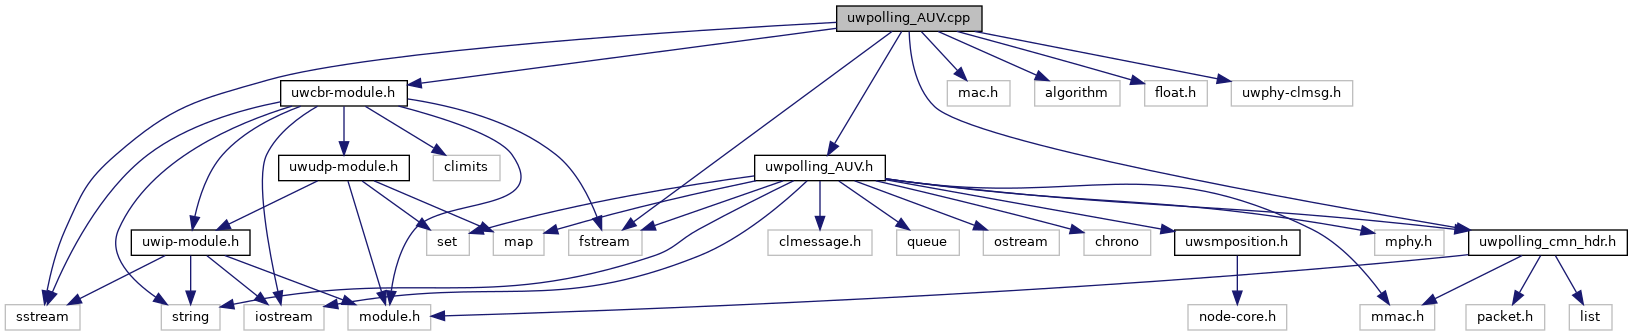 uwpolling_AUV.cpp
uwcbr-module.h
mac.h
algorithm
float.h
uwphy-clmsg.h
uwudp-module.h
climits
uwpolling_AUV.h
uwip-module.h
set
map
fstream
clmessage.h
queue
ostream
chrono
uwsmposition.h
mphy.h
uwpolling_cmn_hdr.h
sstream
string
iostream
module.h
node-core.h
mmac.h
packet.h
list